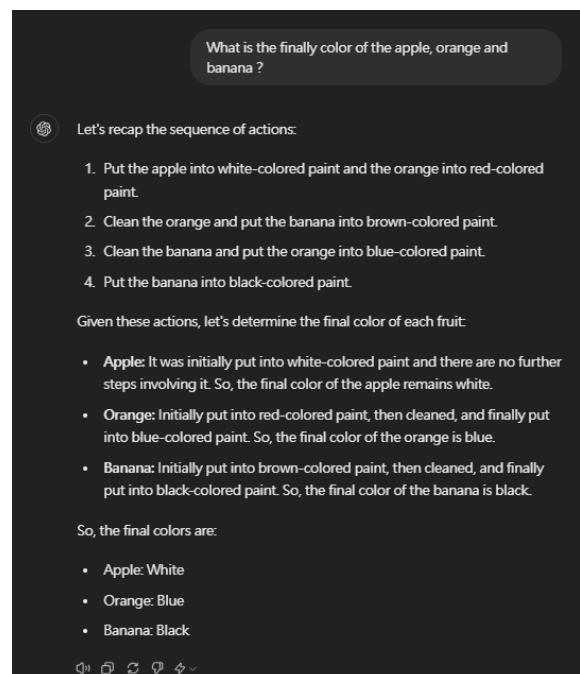 What is the finally color of the apple, orange and
banana ?
Let's recap the sequence of actions:
1. Put the apple into white-colored paint and the orange into red-colored
paint.
2. Clean the orange and put the banana into brown-colored paint.
3. Clean the banana and put the orange into blue-colored paint.
4. Put the banana into black-colored paint.
Given these actions, let's determine the final color of each fruit:
• Apple: It was initially put into white-colored paint and there are no further
steps involving it. So, the final color of the apple remains white.
• Orange: Initially put into red-colored paint, then cleaned, and finally put
into blue-colored paint. So, the final color of the orange is blue.
• Banana: Initially put into brown-colored paint, then cleaned, and finally
put into black-colored paint. So, the final color of the banana is black.
So, the final colors are:
• Apple: White
• Orange: Blue
• Banana: Black